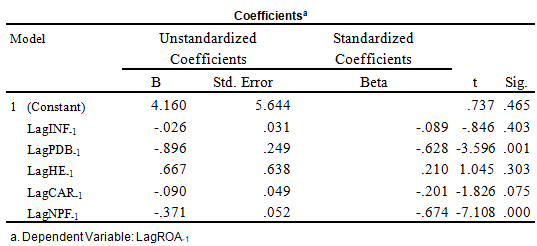 Coefficientsᵃ
Model Unstandardized Coefficients Standardized Coefficients t Sig.
B Std. Error Beta
1 (Constant) 4.160 5.644 .737 .465
LagINF₋₁ -.026 .031 -.089 -.846 .403
LagPDB₋₁ -.896 .249 -.628 -3.596 .001
LagHE₋₁ .667 .638 .210 1.045 .303
LagCAR₋₁ -.090 .049 -.201 -1.826 .075
LagNPF₋₁ -.371 .052 -.674 -7.108 .000
a. Dependent Variable: LagROA₋₁